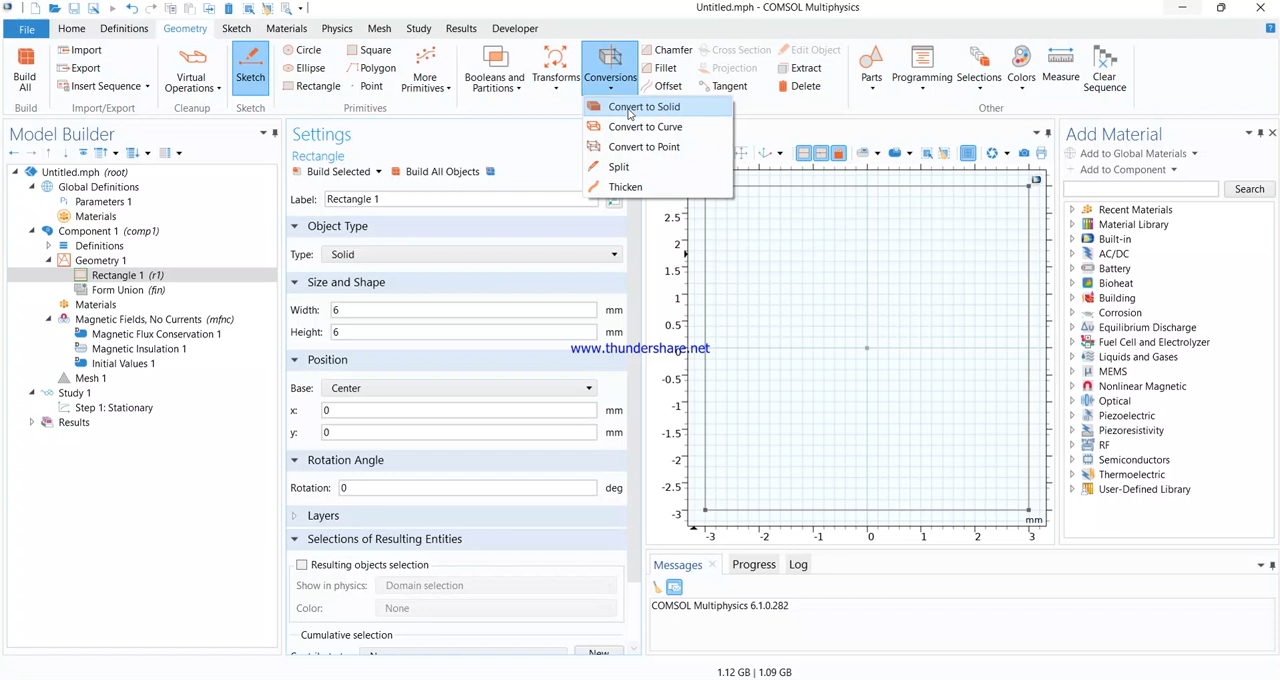 Untitled.mph - COMSOL Multiphysics
File
Home
Definitions
Geometry
Sketch
Materials
Physics
Mesh
Study
Results
Developer
Build
All
Build
Import
Export
Insert Sequence
Import/Export
Virtual
Operations
Cleanup
Sketch
Sketch
Circle
Ellipse
Rectangle
Square
Polygon
Point
More
Primitives
Primitives
Booleans and
Partitions
Transforms
Conversions
Chamfer
Fillet
Offset
Cross Section
Projection
Tangent
Edit Object
Extract
Delete
Parts
Programming
Selections
Colors
Measure
Clear
Sequence
Other
Convert to Solid
Convert to Curve
Convert to Point
Split
Thicken
Model Builder
Untitled.mph (root)
Global Definitions
Parameters 1
Materials
Component 1 (comp1)
Definitions
Geometry 1
Rectangle 1 (r1)
Form Union (fin)
Materials
Magnetic Fields, No Currents (mfnc)
Magnetic Flux Conservation 1
Magnetic Insulation 1
Initial Values 1
Mesh 1
Study 1
Step 1: Stationary
Results
Settings
Rectangle
Build Selected
Build All Objects
Label: Rectangle 1
Object Type
Type: Solid
Size and Shape
Width: 6 mm
Height: 6 mm
Position
Base: Center
x: 0 mm
y: 0 mm
Rotation Angle
Rotation: 0 deg
Layers
Selections of Resulting Entities
Resulting objects selection
Show in physics: Domain selection
Color: None
Cumulative selection
New
www.thundershare.net
2.5
2
1.5
1
0.5
0
-0.5
-1
-1.5
-2
-2.5
-3
-3 -2 -1 0 1 2 3
mm
Messages
Progress
Log
COMSOL Multiphysics 6.1.0.282
1.12 GB | 1.09 GB
Add Material
Add to Global Materials
Add to Component
Search
Recent Materials
Material Library
Built-in
AC/DC
Battery
Bioheat
Building
Corrosion
Equilibrium Discharge
Fuel Cell and Electrolyzer
Liquids and Gases
MEMS
Nonlinear Magnetic
Optical
Piezoelectric
Piezoresistivity
RF
Semiconductors
Thermoelectric
User-Defined Library